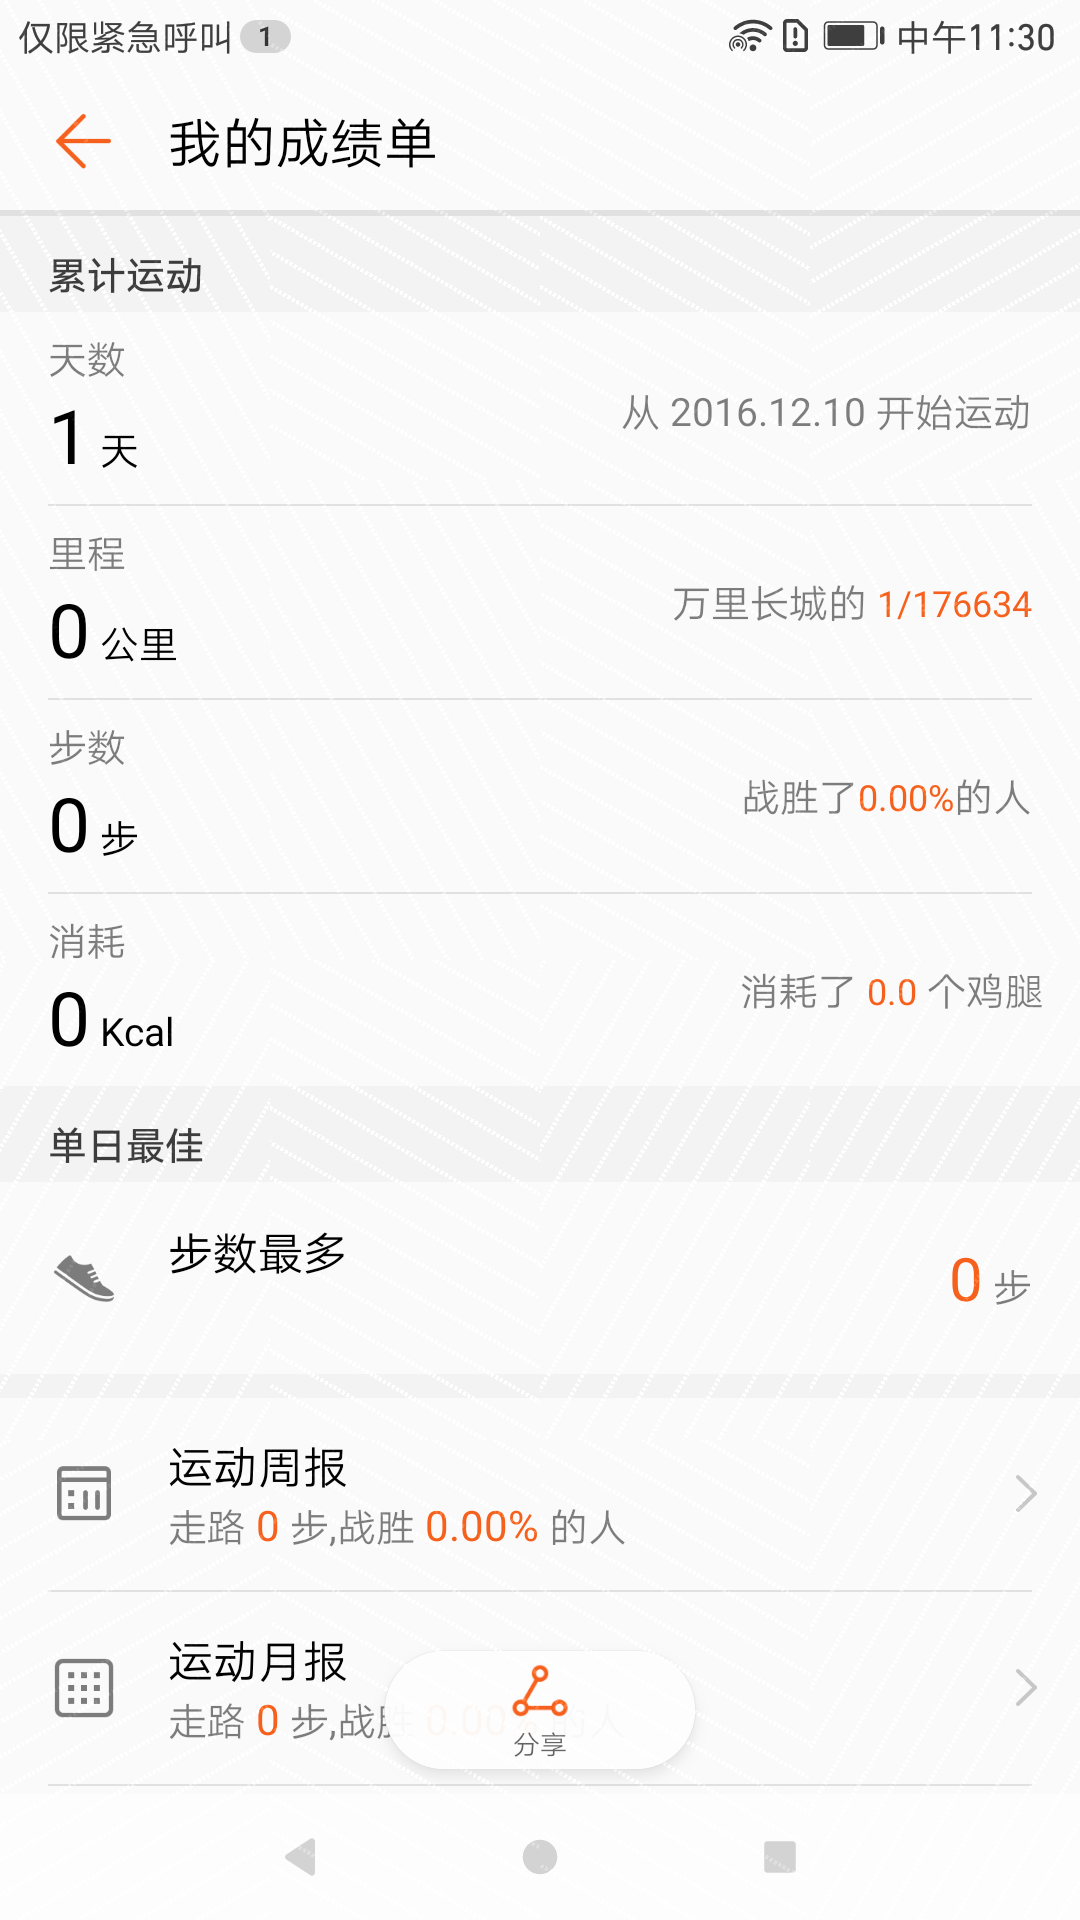 仅限紧急呼叫 1 中午11:30
我的成绩单
累计运动
天数
1 天
从 2016.12.10 开始运动
里程
0 公里
万里长城的 1/176634
步数
0 步
战胜了0.00%的人
消耗
0 Kcal
消耗了 0.0 个鸡腿
单日最佳
步数最多
0 步
运动周报
走路 0 步,战胜 0.00% 的人
运动月报
走路 0 步,战胜 0.00% 的人
分享